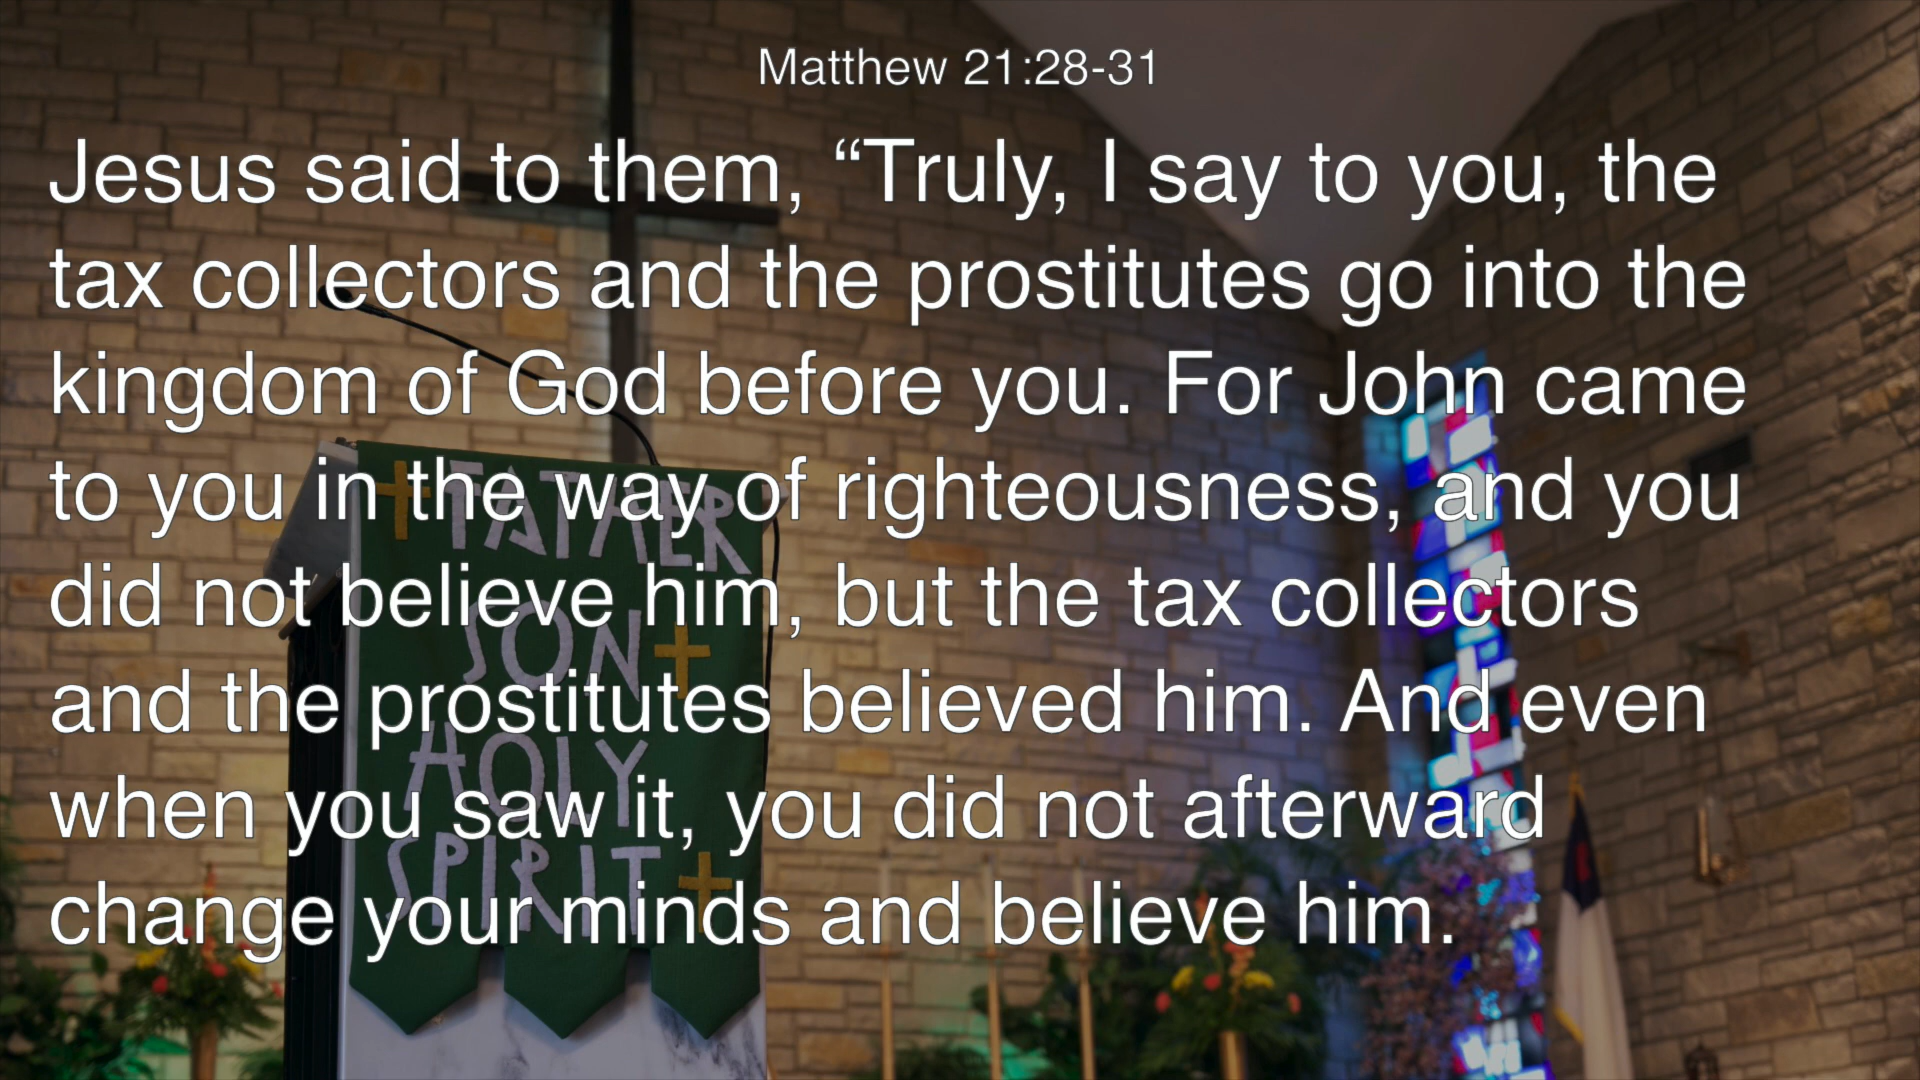 Matthew 21:28-31
Jesus said to them, “Truly, I say to you, the
tax collectors and the prostitutes go into the
kingdom of God before you. For John came
to you in the way of righteousness, and you
did not believe him, but the tax collectors
and the prostitutes believed him. And even
when you saw it, you did not afterward
change your minds and believe him.
FATHER
SON
HOLY
SPIRIT